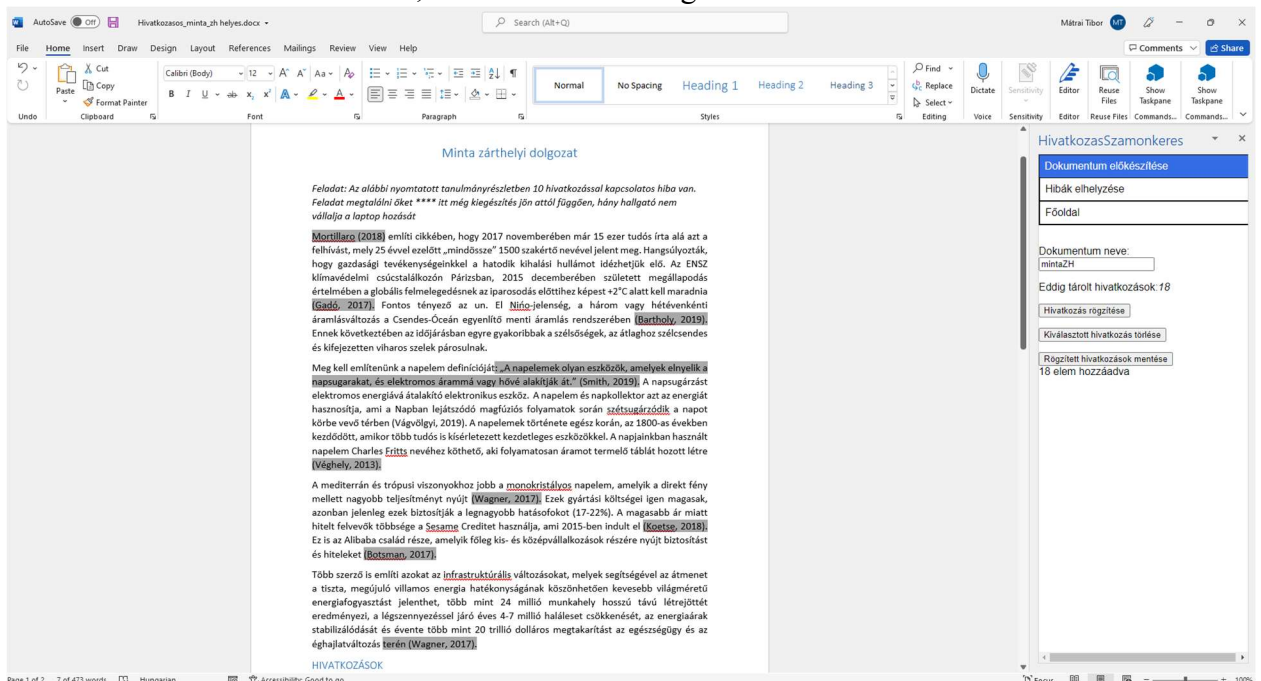 AutoSave Off Hivatkozasos_minta_zh helyes.docx Search (Alt+Q) Mátrai Tibor MT
File Home Insert Draw Design Layout References Mailings Review View Help Comments Share
Cut
Copy
Format Painter
Paste
Calibri (Body) 12
Normal No Spacing Heading 1 Heading 2 Heading 3
Find
Replace
Select
Dictate Sensitivity Editor Reuse Files Show Taskpane Show Taskpane
Undo Clipboard Font Paragraph Styles Editing Voice Sensitivity Editor Reuse Files Commands... Commands...
Minta zárthelyi dolgozat
Feladat: Az alábbi nyomtatott tanulmányrészletben 10 hivatkozással kapcsolatos hiba van.
Feladat megtalálni őket **** itt még kiegészítés jön attól függően, hány hallgató nem
vállalja a laptop hozását
Mortillaro (2018) említi cikkében, hogy 2017 novemberében már 15 ezer tudós írta alá azt a
felhívást, mely 25 évvel ezelőtt „mindössze” 1500 szakértő nevével jelent meg. Hangsúlyozták,
hogy gazdasági tevékenységeinkkel a hatodik kihalási hullámot idézhetjük elő. Az ENSZ
klímavédelmi csúcstalálkozón Párizsban, 2015 decemberében született megállapodás
értelmében a globális felmelegedésnek az iparosodás előttihez képest +2°C alatt kell maradnia
(Gadó, 2017). Fontos tényező az un. El Nińo-jelenség, a három vagy hétévenkénti
áramlásváltozás a Csendes-Óceán egyenlítő menti áramlás rendszerében (Bartholy, 2019).
Ennek következtében az időjárásban egyre gyakoribbak a szélsőségek, az átlaghoz szélcsendes
és kifejezetten viharos szelek párosulnak.
Meg kell említenünk a napelem definícióját: „A napelemek olyan eszközök, amelyek elnyelik a
napsugarakat, és elektromos árammá vagy hővé alakítják át.” (Smith, 2019). A napsugárzást
elektromos energiává átalakító elektronikus eszköz. A napelem és napkollektor azt az energiát
hasznosítja, ami a Napban lejátszódó magfúziós folyamatok során szétsugárzódik a napot
körbe vevő térben (Vágvölgyi, 2019). A napelemek története egész korán, az 1800-as években
kezdődött, amikor több tudós is kísérletezett kezdetleges eszközökkel. A napjainkban használt
napelem Charles Fritts nevéhez köthető, aki folyamatosan áramot termelő táblát hozott létre
(Véghely, 2013).
A mediterrán és trópusi viszonyokhoz jobb a monokristályos napelem, amelyik a direkt fény
mellett nagyobb teljesítményt nyújt (Wagner, 2017). Ezek gyártási költségei igen magasak,
azonban jelenleg ezek biztosítják a legnagyobb hatásofokot (17-22%). A magasabb ár miatt
hitelt felvevők többsége a Sesame Creditet használja, ami 2015-ben indult el (Koetse, 2018).
Ez is az Alibaba család része, amelyik főleg kis- és középvállalkozások részére nyújt biztosítást
és hiteleket (Botsman, 2017).
Több szerző is említi azokat az infrastruktúrális változásokat, melyek segítségével az átmenet
a tiszta, megújuló villamos energia hatékonyságának köszönhetően kevesebb világméretű
energiafogyasztást jelenthet, több mint 24 millió munkahely hosszú távú létrejöttét
eredményezi, a légszennyezéssel járó éves 4-7 millió haláleset csökkenését, az energiaárak
stabilizálódását és évente több mint 20 trillió dolláros megtakarítást az egészségügy és az
éghajlatváltozás terén (Wagner, 2017).
HIVATKOZÁSOK
HivatkozasSzamonkeres
Dokumentum előkészítése
Hibák elhelyzése
Főoldal
Dokumentum neve:
mintaZH
Eddig tárolt hivatkozások:18
Hivatkozás rögzítése
Kiválasztott hivatkozás törlése
Rögzített hivatkozások mentése
18 elem hozzáadva
Page 1 of 2 7 of 473 words Hungarian Accessibility: Good to go Focus 100%